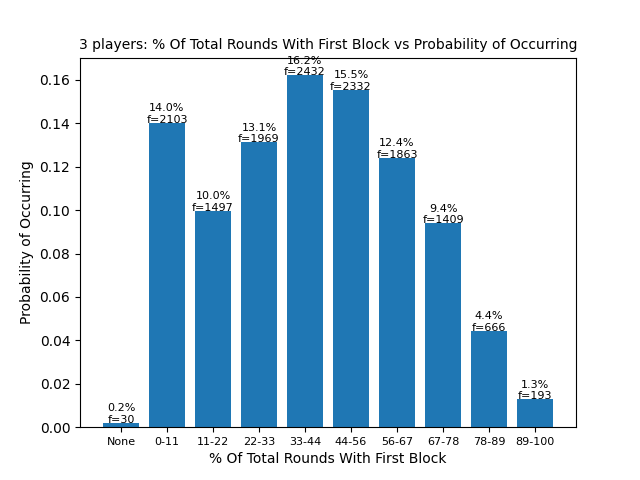 3 players: % Of Total Rounds With First Block vs Probability of Occurring
Probability of Occurring
0.16
0.14
0.12
0.10
0.08
0.06
0.04
0.02
0.00
0.2%
f=30
14.0%
f=2103
10.0%
f=1497
13.1%
f=1969
16.2%
f=2432
15.5%
f=2332
12.4%
f=1863
9.4%
f=1409
4.4%
f=666
1.3%
f=193
None 0-11 11-22 22-33 33-44 44-56 56-67 67-78 78-89 89-100
% Of Total Rounds With First Block